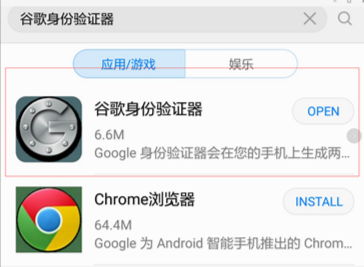 谷歌身份验证器
应用/游戏
娱乐
谷歌身份验证器
OPEN
6.6M
Google 身份验证器会在您的手机上生成两...
Chrome浏览器
INSTALL
64.4M
Google 为 Android 智能手机推出的 Chrom...